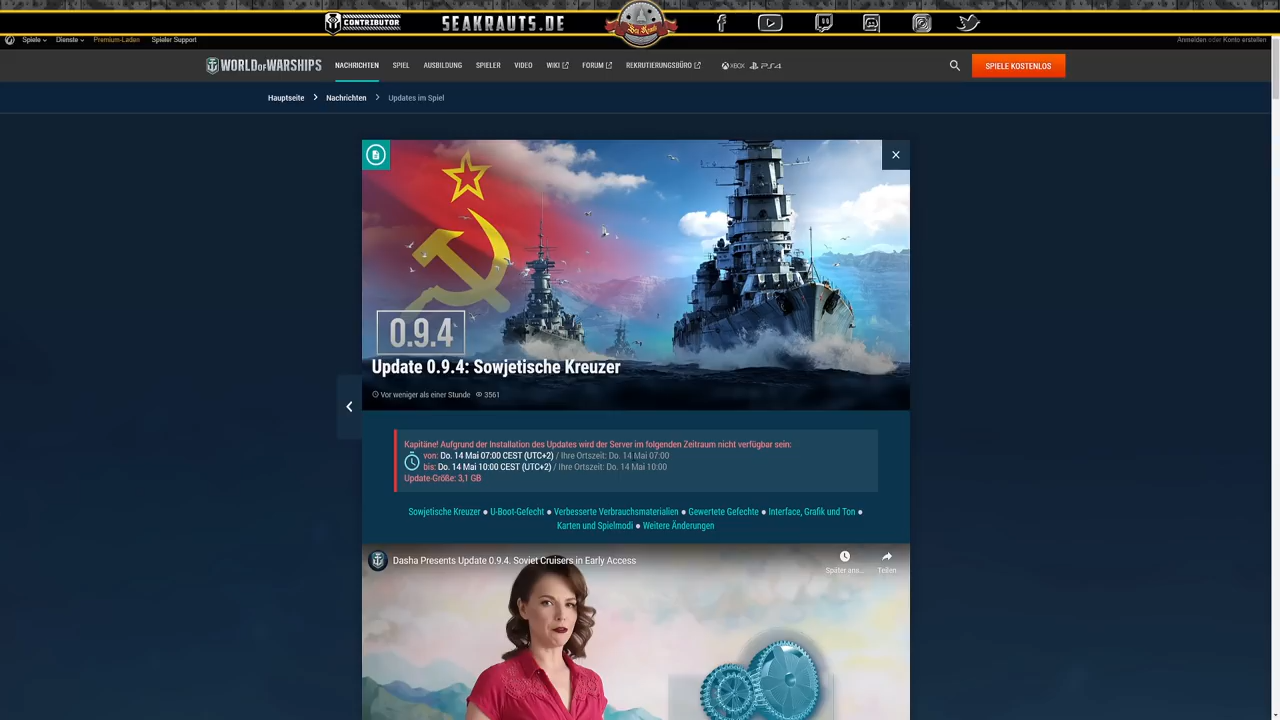 CONTRIBUTOR
SEAKRAUTS.DE
Sea Krauts
Spiele Dienste Premium-Laden Spieler Support
Anmelden oder Konto erstellen
WORLD OF WARSHIPS NACHRICHTEN SPIEL AUSBILDUNG SPIELER VIDEO WIKI FORUM REKRUTIERUNGSBÜRO XBOX PS4 SPIELE KOSTENLOS
Hauptseite Nachrichten Updates im Spiel
0.9.4
Update 0.9.4: Sowjetische Kreuzer
Vor weniger als einer Stunde 3561
Kapitäne! Aufgrund der Installation des Updates wird der Server im folgenden Zeitraum nicht verfügbar sein:
von: Do. 14 Mai 07:00 CEST (UTC+2) / Ihre Ortszeit: Do. 14 Mai 07:00
bis: Do. 14 Mai 10:00 CEST (UTC+2) / Ihre Ortszeit: Do. 14 Mai 10:00
Update-Größe: 3,1 GB
Sowjetische Kreuzer ● U-Boot-Gefecht ● Verbesserte Verbrauchsmaterialien ● Gewertete Gefechte ● Interface, Grafik und Ton ●
Karten und Spielmodi ● Weitere Änderungen
Dasha Presents Update 0.9.4. Soviet Cruisers in Early Access
Später ans... Teilen